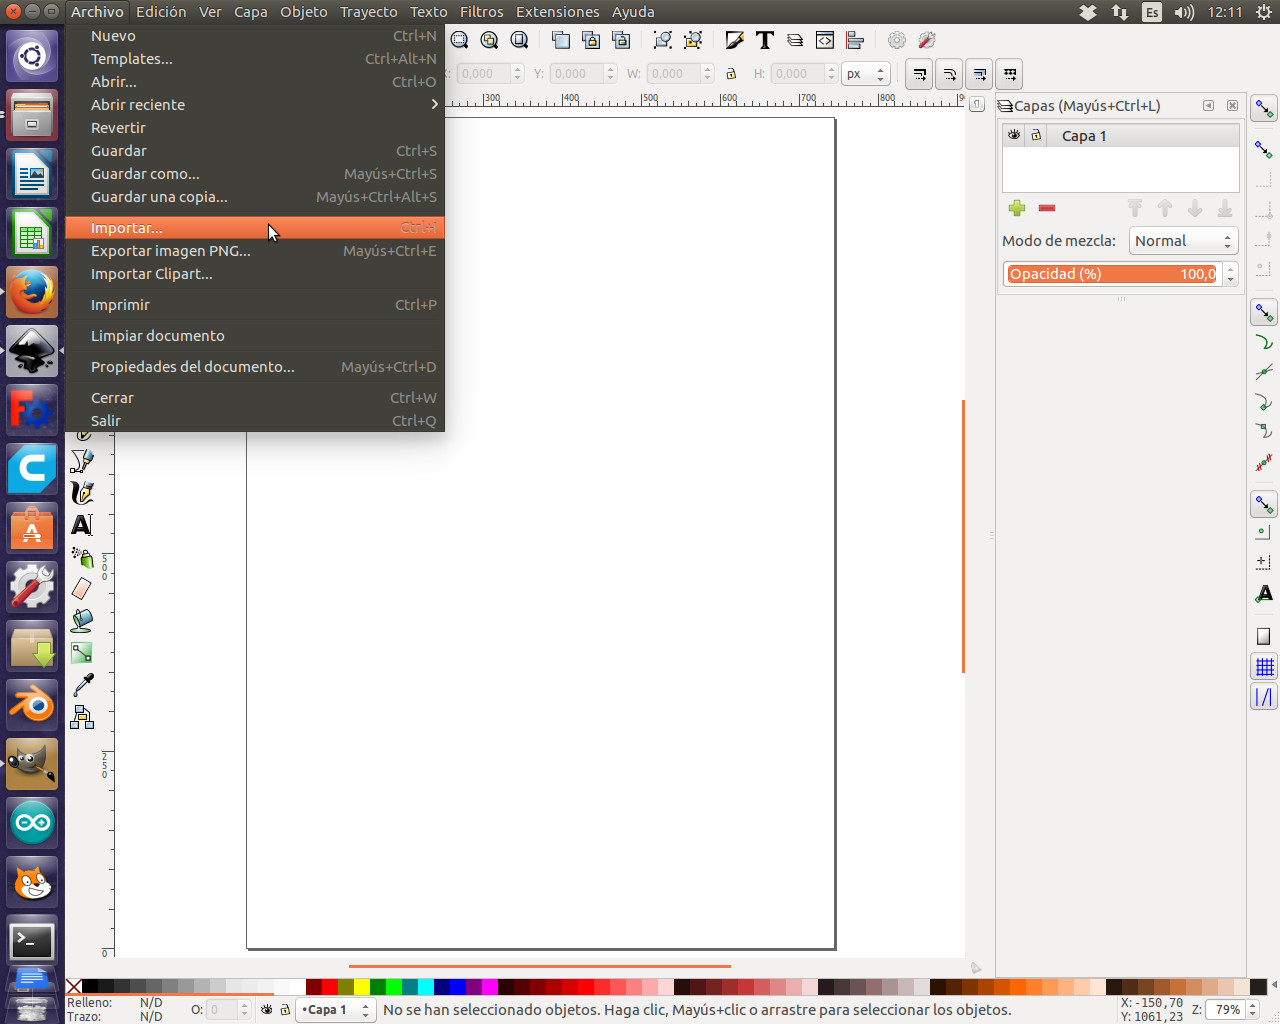 Archivo Edición Ver Capa Objeto Trayecto Texto Filtros Extensiones Ayuda Es 12:11
Nuevo Ctrl+N
Templates... Ctrl+Alt+N
Abrir... Ctrl+O
Abrir reciente
Revertir
Guardar Ctrl+S
Guardar como... Mayús+Ctrl+S
Guardar una copia... Mayús+Ctrl+Alt+S
Importar... Ctrl+I
Exportar imagen PNG... Mayús+Ctrl+E
Importar Clipart...
Imprimir Ctrl+P
Limpiar documento
Propiedades del documento... Mayús+Ctrl+D
Cerrar Ctrl+W
Salir Ctrl+Q
0,000 Y: 0,000 W: 0,000 H: 0,000 px
300 400 500 600 700 800
Capas (Mayús+Ctrl+L)
Capa 1
Modo de mezcla: Normal
Opacidad (%) 100,0
500
250
0
Relleno: N/D
Trazo: N/D
O: 0
•Capa 1
No se han seleccionado objetos. Haga clic, Mayús+clic o arrastre para seleccionar los objetos.
X: -150,70
Y: 1061,23
Z: 79%